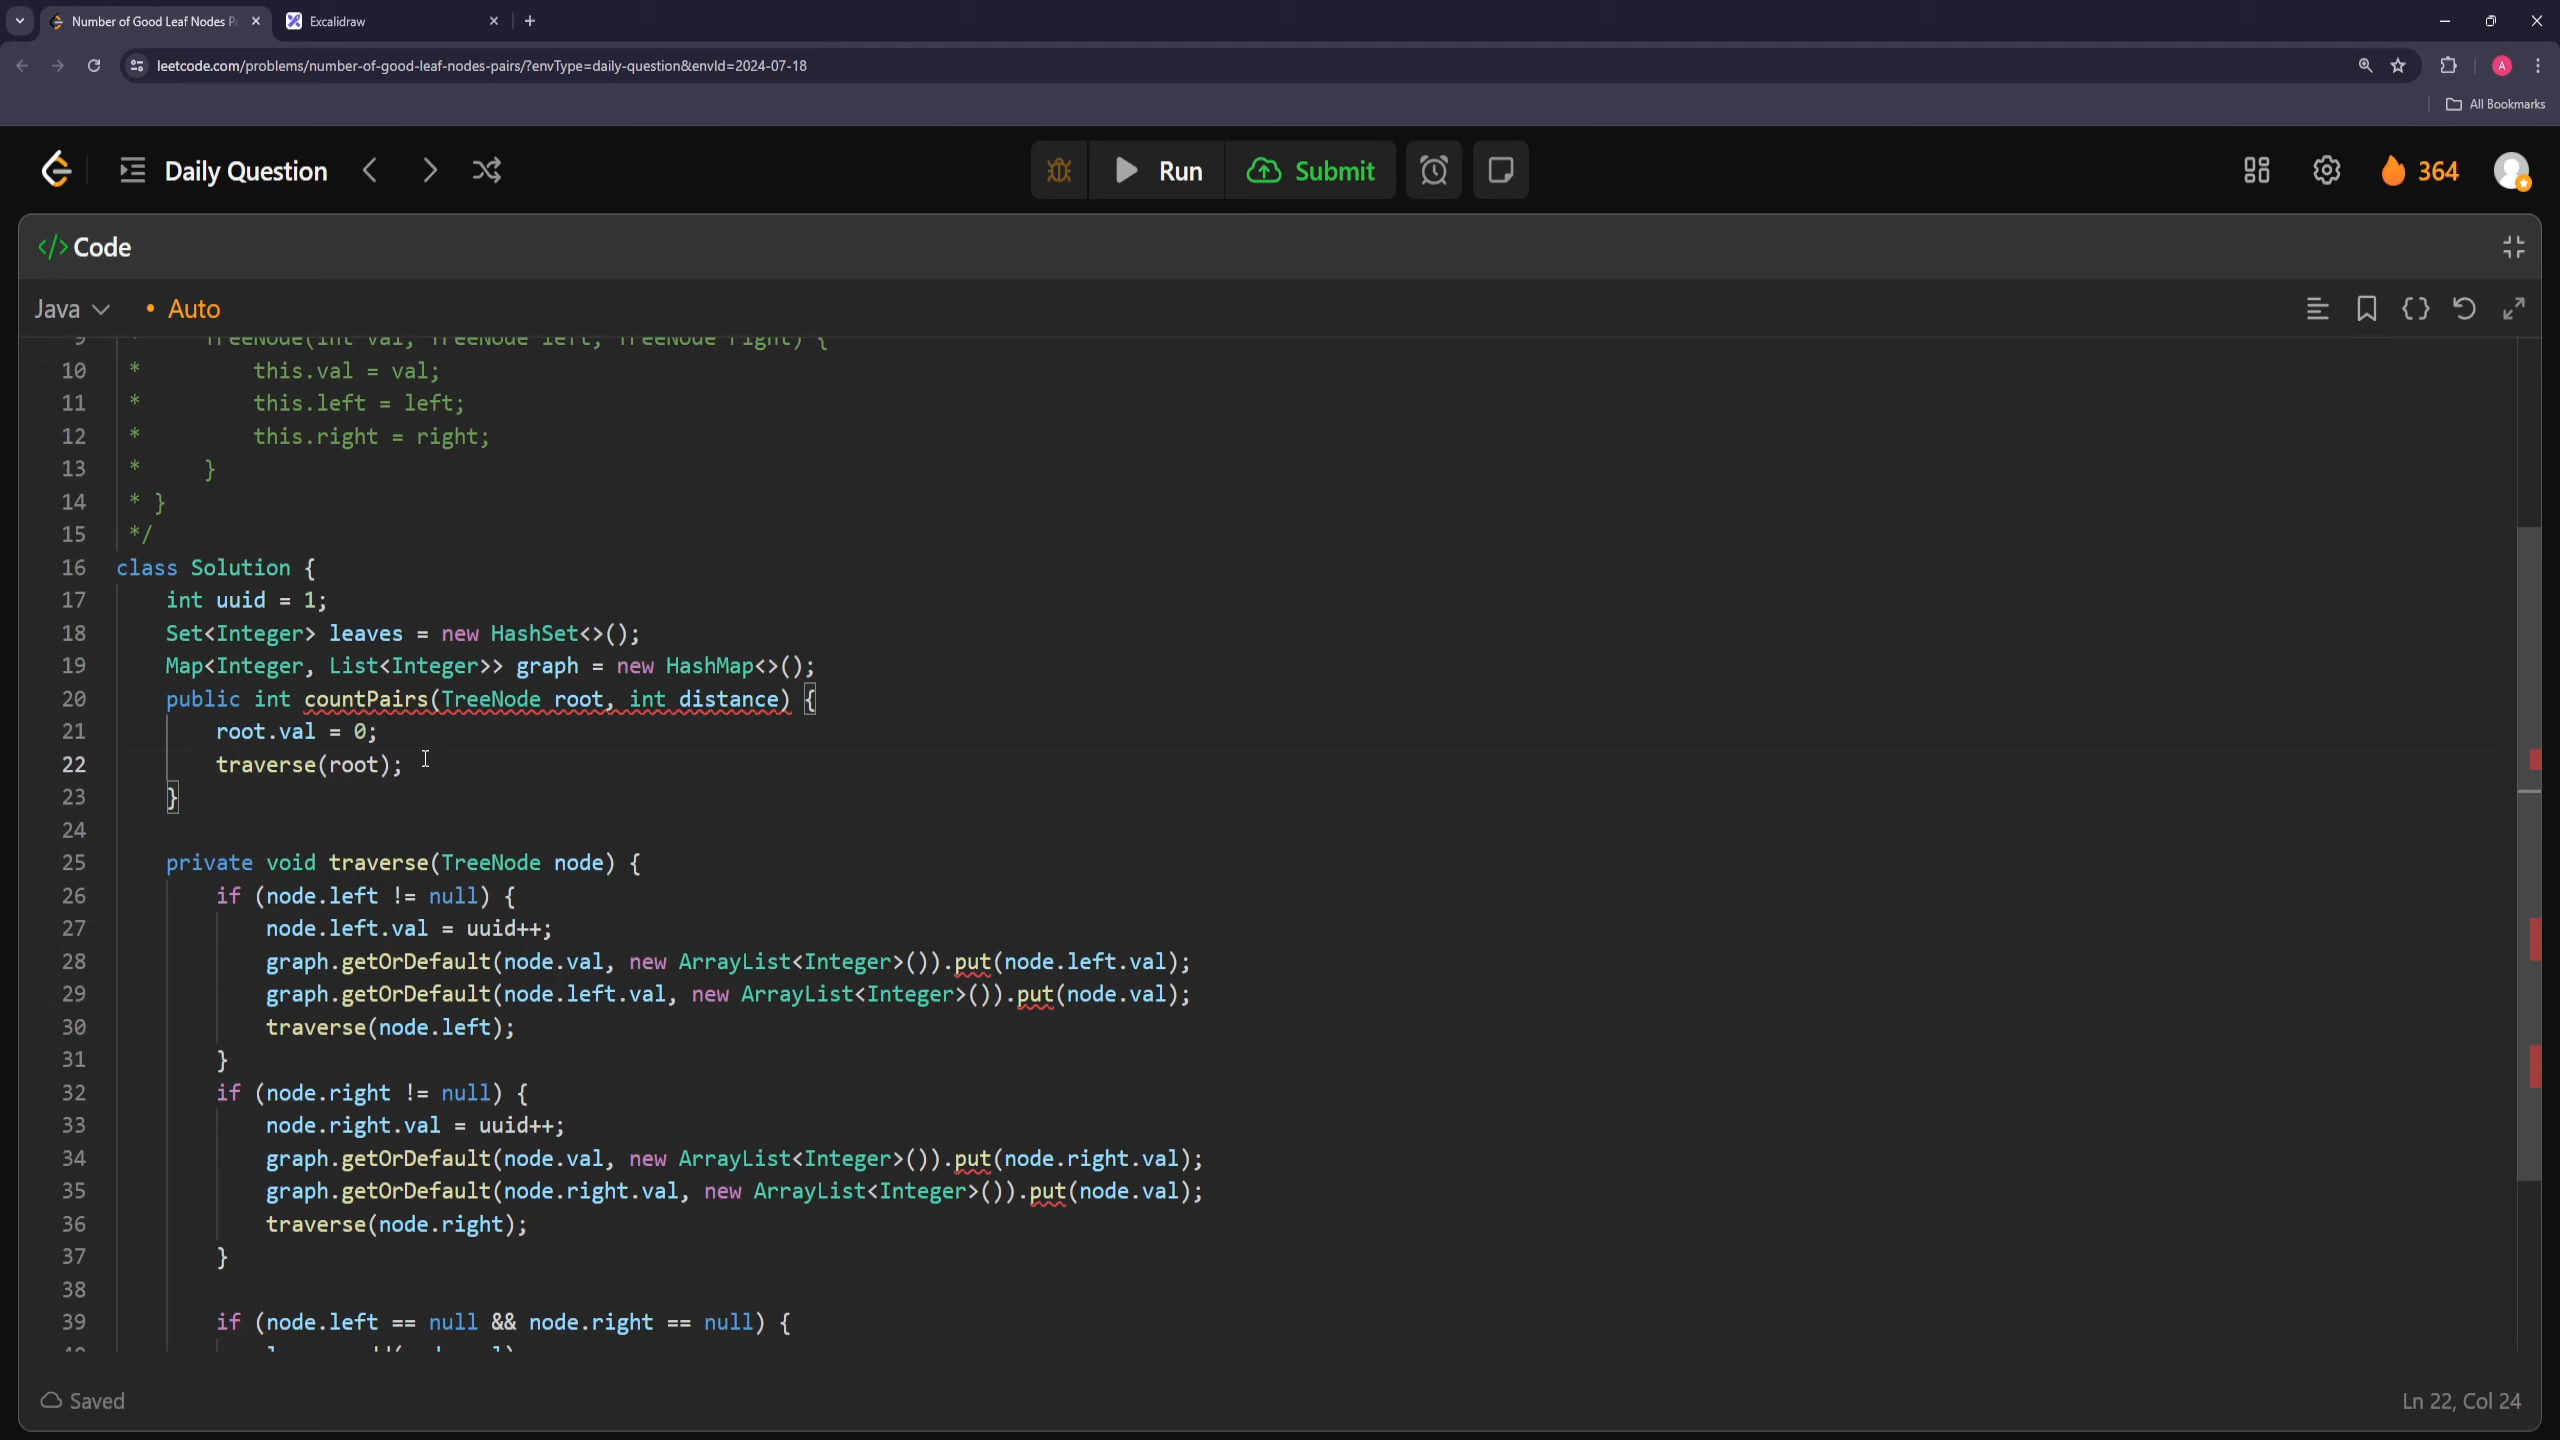 Number of Good Leaf Nodes P
Excalidraw
leetcode.com/problems/number-of-good-leaf-nodes-pairs/?envType=daily-question&envId=2024-07-18
A
All Bookmarks
Daily Question
Run
Submit
364
</> Code
Java
• Auto
9 * TreeNode(int val, TreeNode left, TreeNode right) {
10 * this.val = val;
11 * this.left = left;
12 * this.right = right;
13 * }
14 * }
15 */
16 class Solution {
17 int uuid = 1;
18 Set<Integer> leaves = new HashSet<>();
19 Map<Integer, List<Integer>> graph = new HashMap<>();
20 public int countPairs(TreeNode root, int distance) {
21 root.val = 0;
22 traverse(root);
23 }
24
25 private void traverse(TreeNode node) {
26 if (node.left != null) {
27 node.left.val = uuid++;
28 graph.getOrDefault(node.val, new ArrayList<Integer>()).put(node.left.val);
29 graph.getOrDefault(node.left.val, new ArrayList<Integer>()).put(node.val);
30 traverse(node.left);
31 }
32 if (node.right != null) {
33 node.right.val = uuid++;
34 graph.getOrDefault(node.val, new ArrayList<Integer>()).put(node.right.val);
35 graph.getOrDefault(node.right.val, new ArrayList<Integer>()).put(node.val);
36 traverse(node.right);
37 }
38
39 if (node.left == null && node.right == null) {
Saved
Ln 22, Col 24